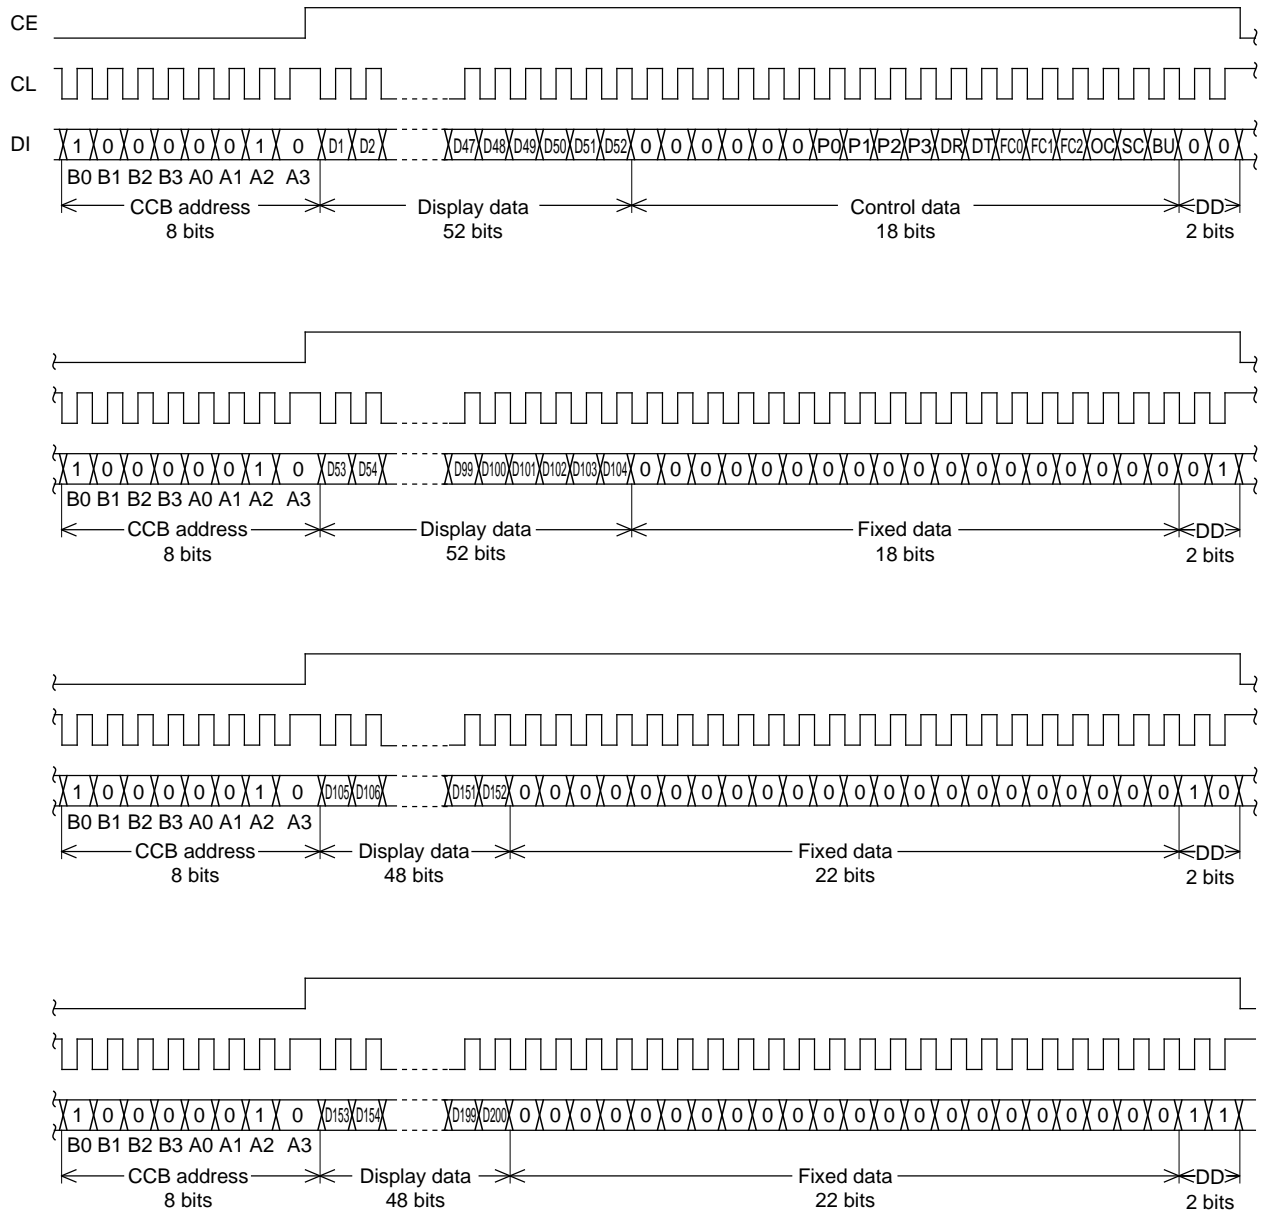 CE
CL
DI 1 0 0 0 0 0 1 0 D1 D2 D47 D48 D49 D50 D51 D52 0 0 0 0 0 0 P0 P1 P2 P3 DR DT FC0 FC1 FC2 OC SC BU 0 0
B0 B1 B2 B3 A0 A1 A2 A3
CCB address Display data Control data DD
8 bits 52 bits 18 bits 2 bits
1 0 0 0 0 0 1 0 D53 D54 D99 D100 D101 D102 D103 D104 0 0 0 0 0 0 0 0 0 0 0 0 0 0 0 0 0 0 0 1
B0 B1 B2 B3 A0 A1 A2 A3
CCB address Display data Fixed data DD
8 bits 52 bits 18 bits 2 bits
1 0 0 0 0 0 1 0 D105 D106 D151 D152 0 0 0 0 0 0 0 0 0 0 0 0 0 0 0 0 0 0 0 0 0 0 1 0
B0 B1 B2 B3 A0 A1 A2 A3
CCB address Display data Fixed data DD
8 bits 48 bits 22 bits 2 bits
1 0 0 0 0 0 1 0 D153 D154 D199 D200 0 0 0 0 0 0 0 0 0 0 0 0 0 0 0 0 0 0 0 0 0 0 1 1
B0 B1 B2 B3 A0 A1 A2 A3
CCB address Display data Fixed data DD
8 bits 48 bits 22 bits 2 bits